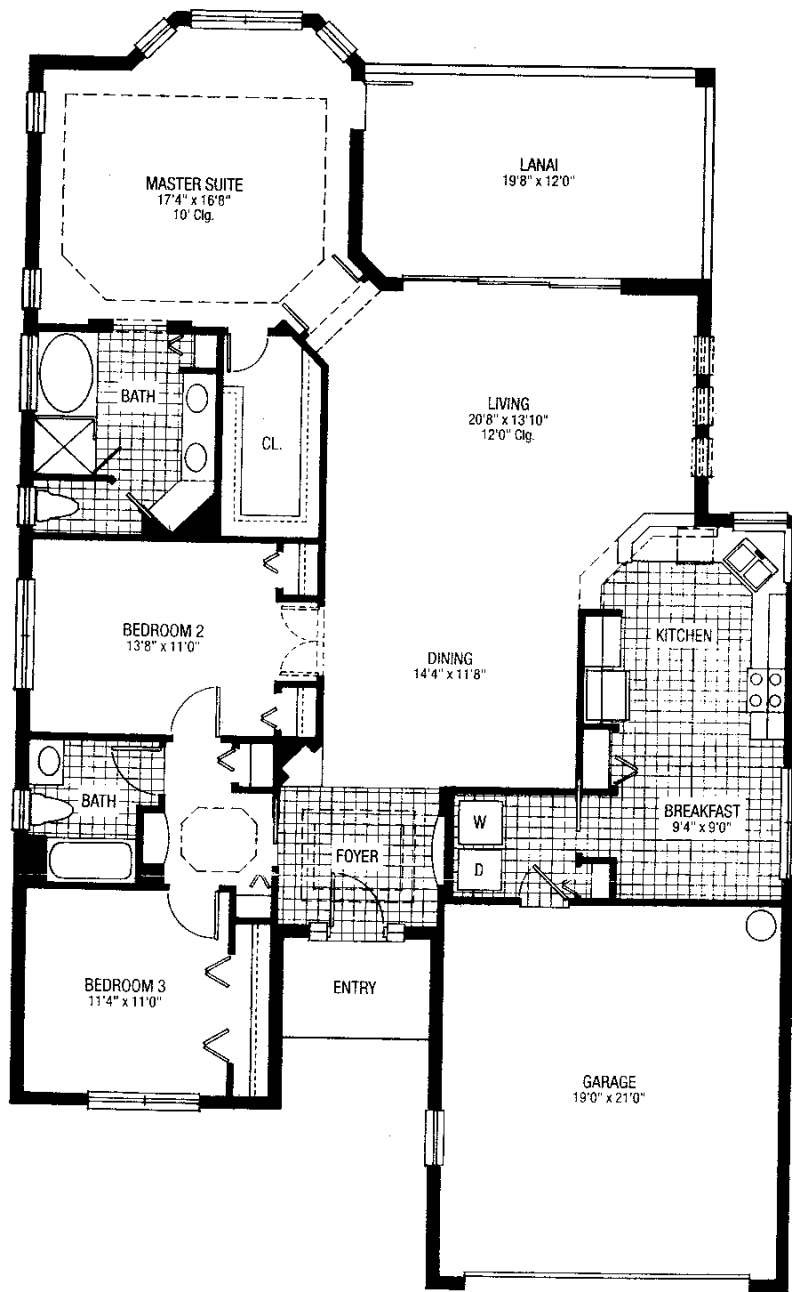 MASTER SUITE
17'4" x 16'8"
10' Clg.
LANAI
19'8" x 12'0"
BATH
CL.
LIVING
20'8" x 13'10"
12'0" Clg.
BEDROOM 2
13'8" x 11'0"
DINING
14'4" x 11'8"
KITCHEN
BATH
FOYER
W
D
BREAKFAST
9'4" x 9'0"
BEDROOM 3
11'4" x 11'0"
ENTRY
GARAGE
19'0" x 21'0"